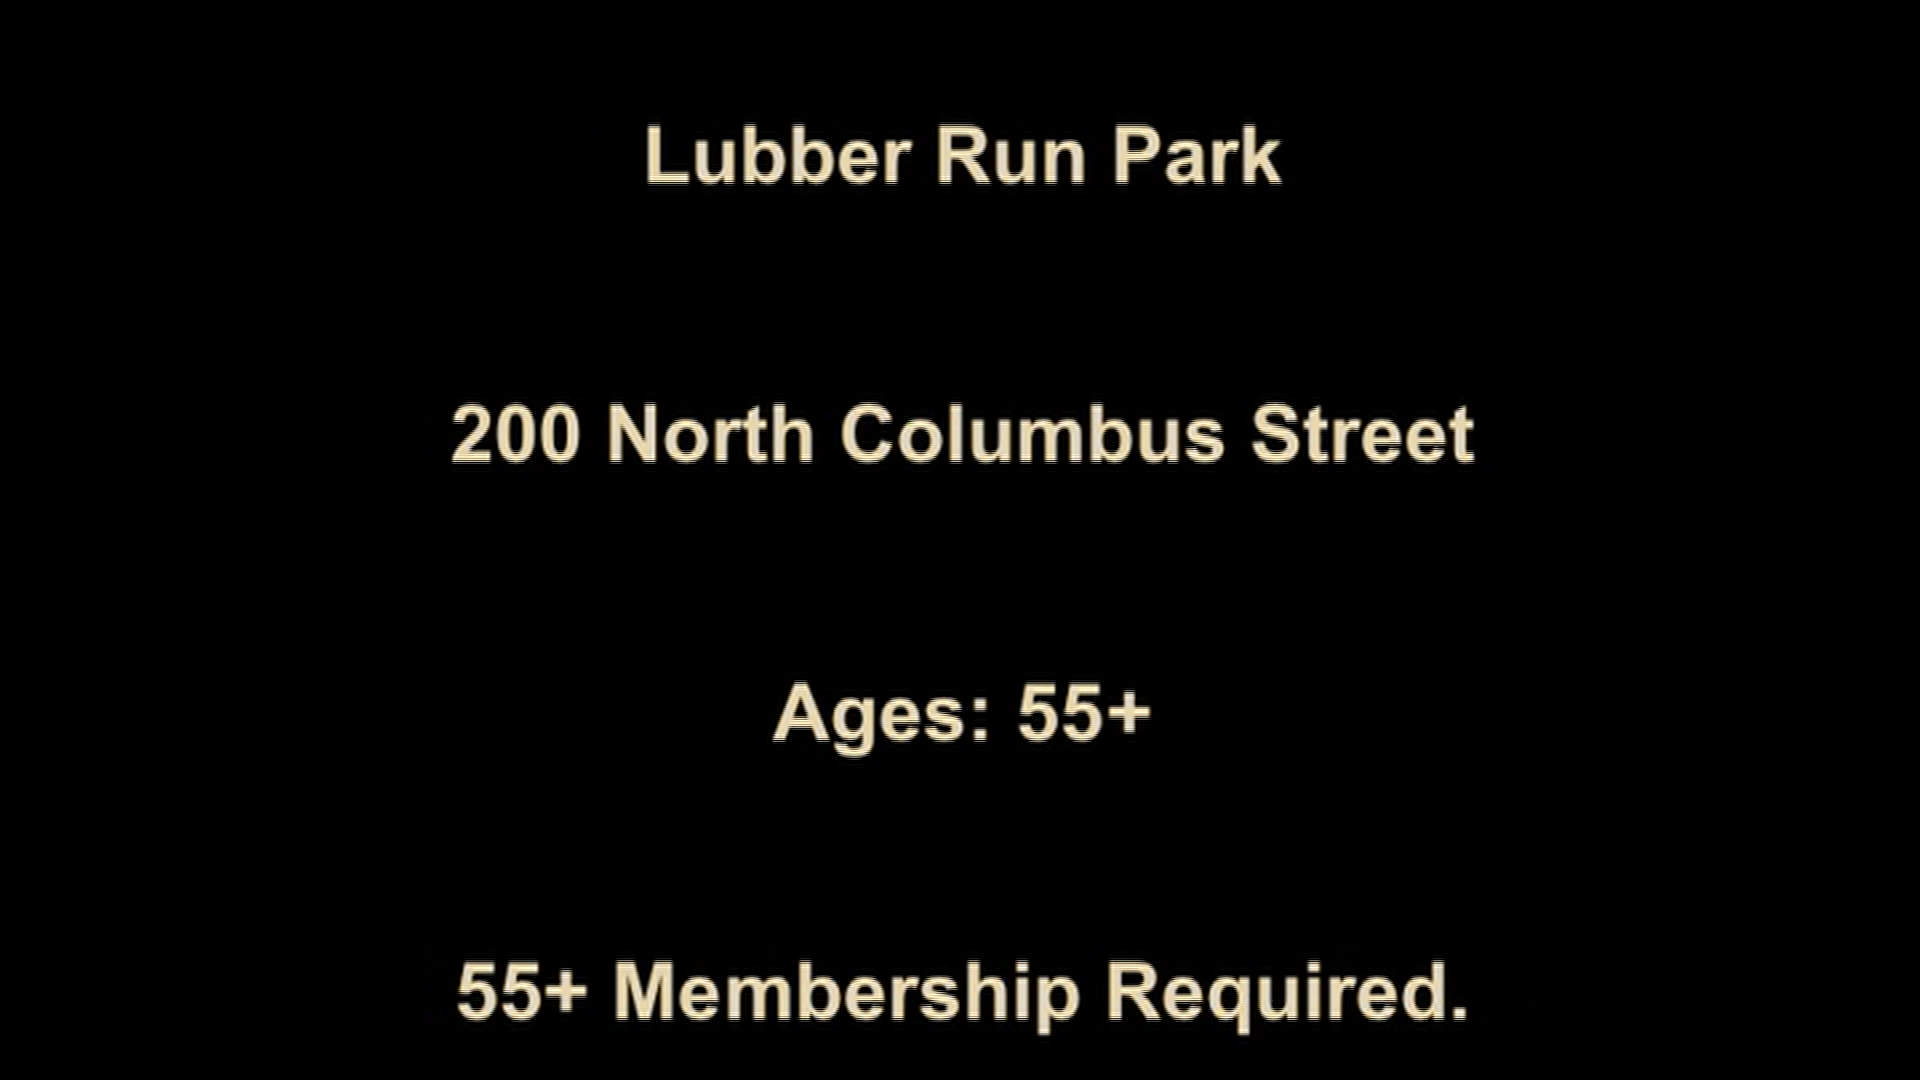 Lubber Run Park
200 North Columbus Street
Ages: 55+
55+ Membership Required.